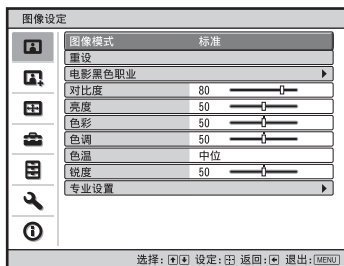 图像设定
图像模式 标准
重设
电影黑色职业
对比度 80
亮度 50
色彩 50
色调 50
色温 中位
锐度 50
专业设置
选择: 设定: 返回: 退出: MENU